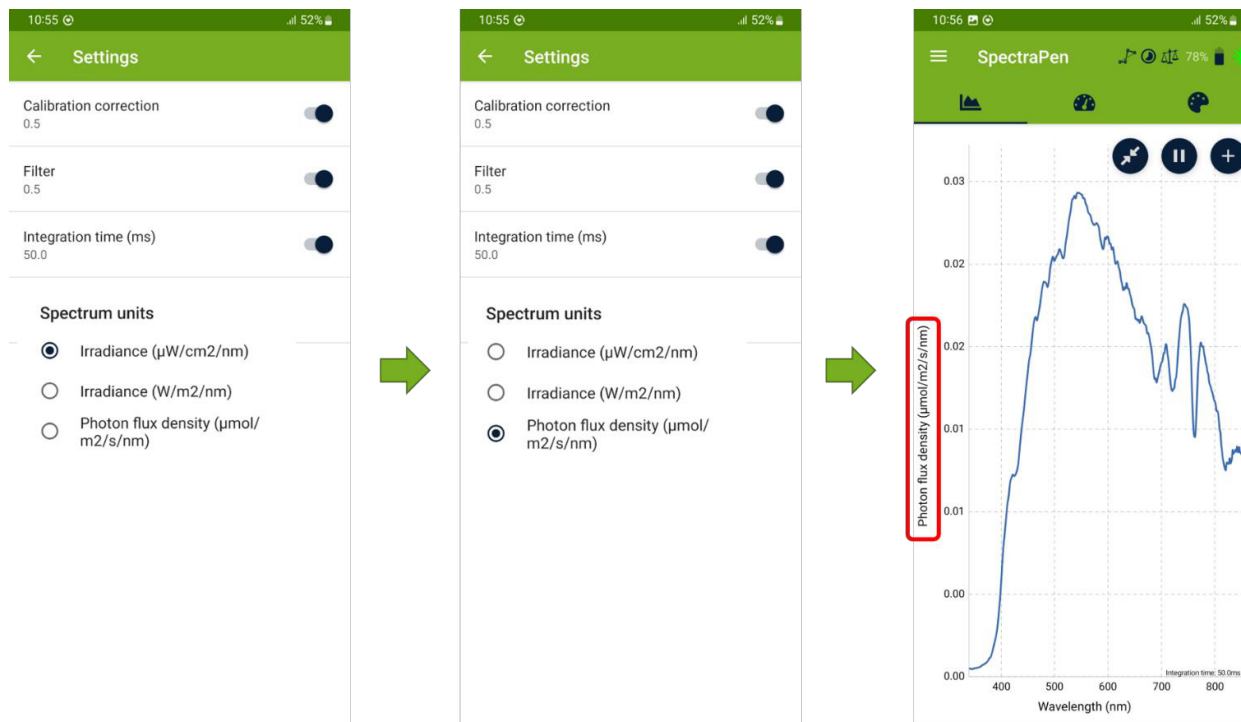 10:55
52%
Settings
Calibration correction
0.5
Filter
0.5
Integration time (ms)
50.0
Spectrum units
Irradiance (µW/cm2/nm)
Irradiance (W/m2/nm)
Photon flux density (µmol/
m2/s/nm)
10:55
52%
Settings
Calibration correction
0.5
Filter
0.5
Integration time (ms)
50.0
Spectrum units
Irradiance (µW/cm2/nm)
Irradiance (W/m2/nm)
Photon flux density (µmol/
m2/s/nm)
10:56
52%
SpectraPen
78%
Photon flux density (µmol/m2/s/nm)
0.03
0.02
0.02
0.01
0.01
0.00
0.00
Integration time: 50.0ms
400 500 600 700 800
Wavelength (nm)